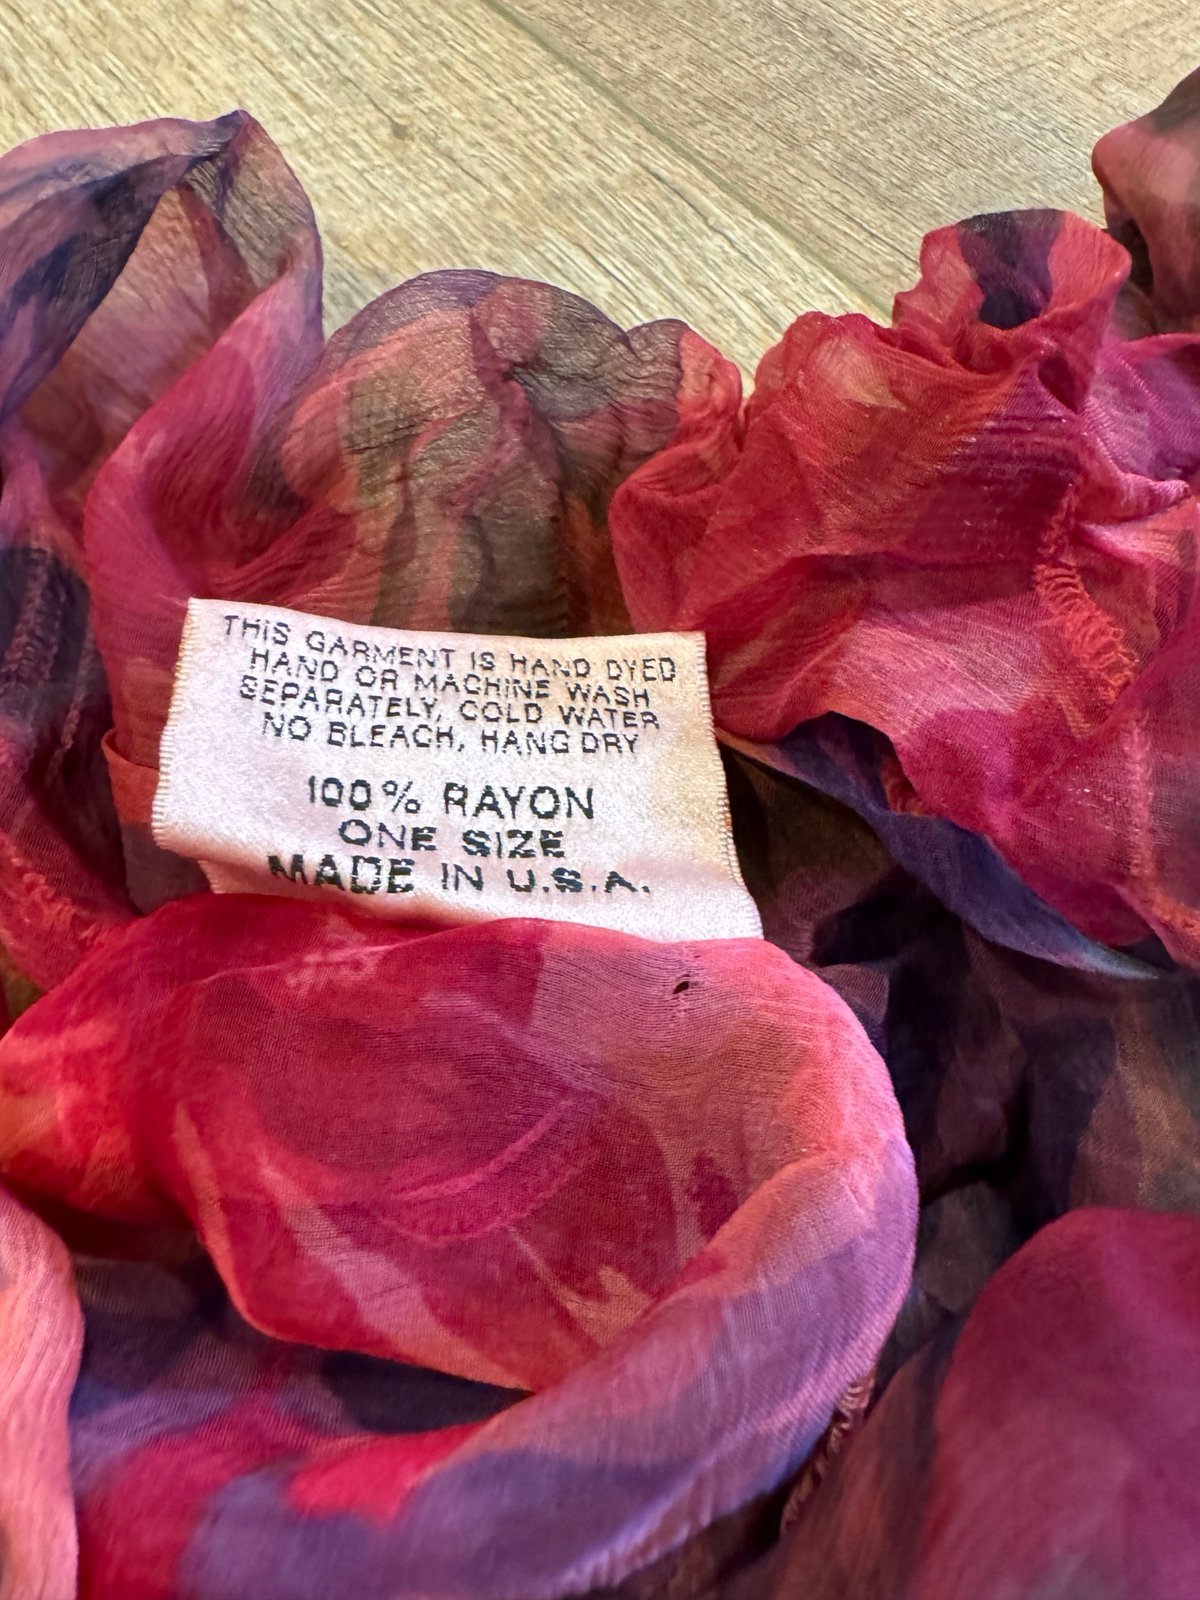 THIS GARMENT IS HAND DYED
HAND OR MACHINE WASH
SEPARATELY, COLD WATER
NO BLEACH, HANG DRY
100% RAYON
ONE SIZE
MADE IN U.S.A.